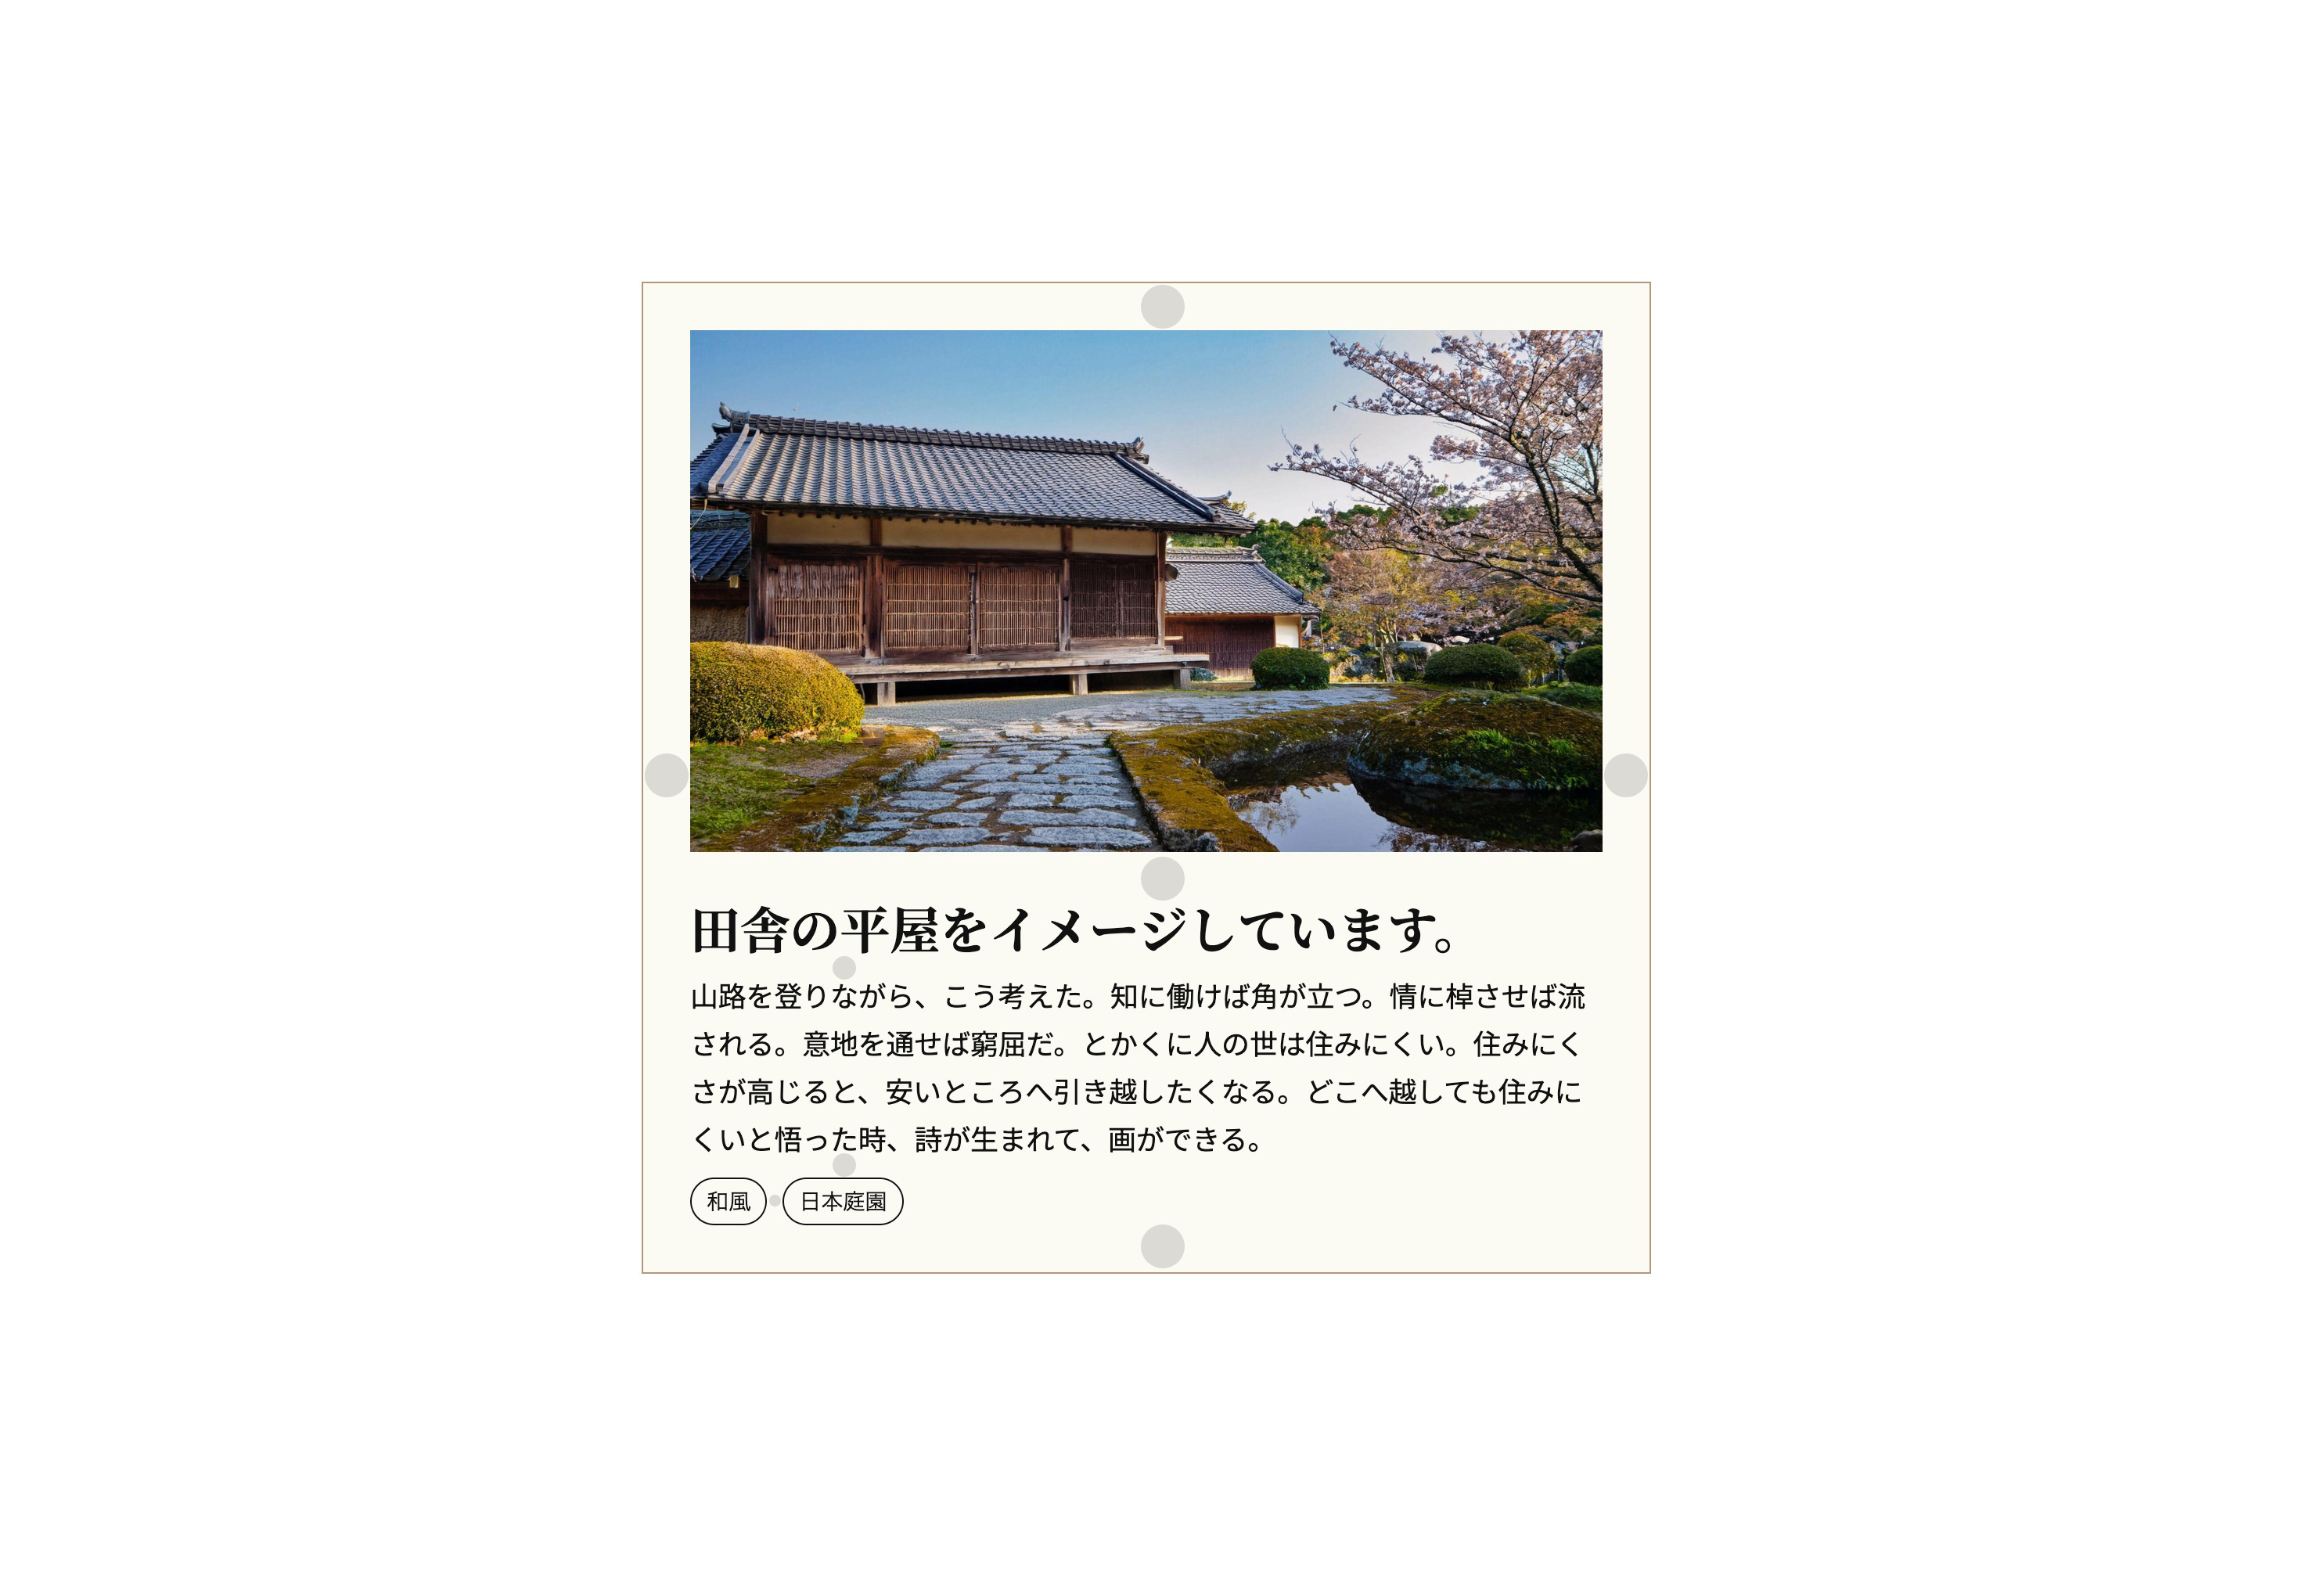 田舎の平屋をイメージしています。
山路を登りながら、こう考えた。知に働けば角が立つ。情に棹させば流
される。意地を通せば窮屈だ。とかくに人の世は住みにくい。住みにく
さが高じると、安いところへ引き越したくなる。どこへ越しても住みに
くいと悟った時、詩が生まれて、画ができる。
和風 日本庭園